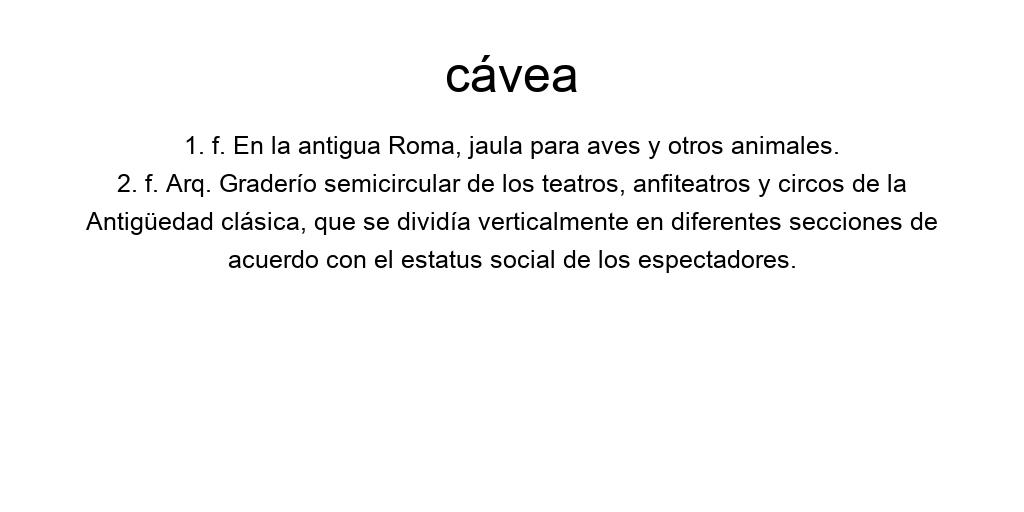 cávea
1. f. En la antigua Roma, jaula para aves y otros animales.
2. f. Arq. Graderío semicircular de los teatros, anfiteatros y circos de la
Antigüedad clásica, que se dividía verticalmente en diferentes secciones de
acuerdo con el estatus social de los espectadores.